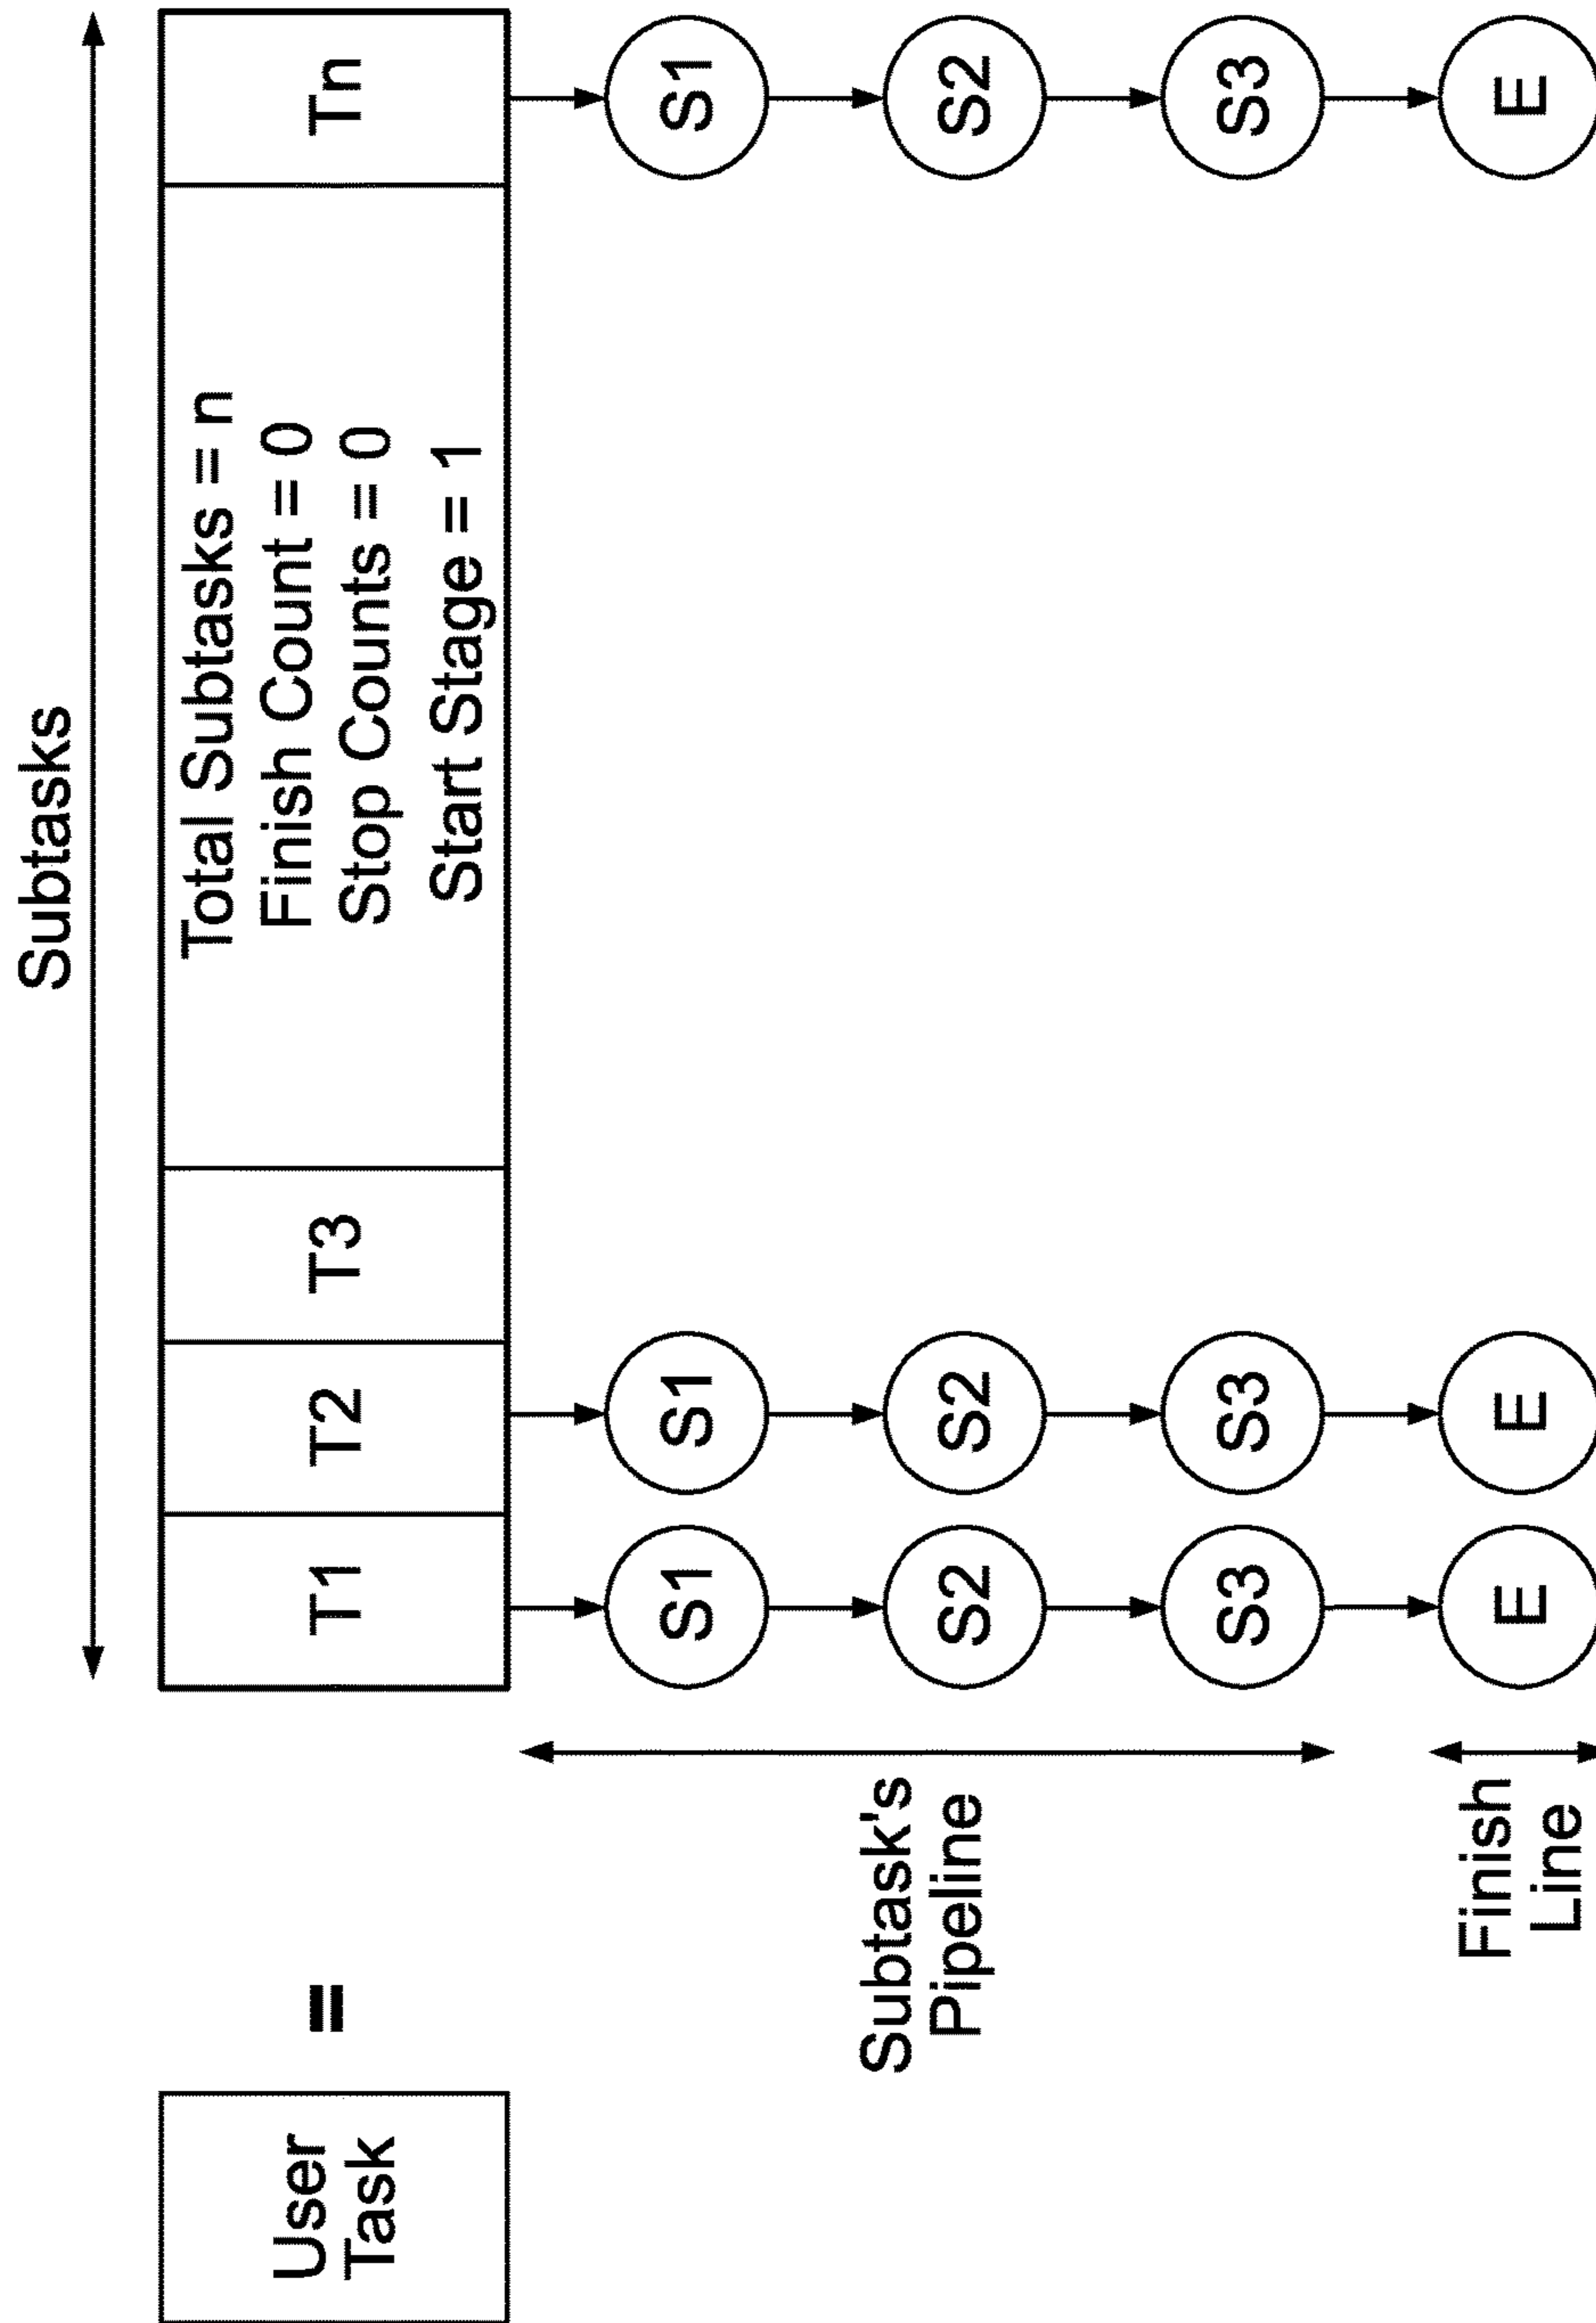 Subtasks
User
Task
=
T1
T2
T3
Total Subtasks = n
Finish Count = 0
Stop Counts = 0
Start Stage = 1
Tn
Subtask's
Pipeline
S1
S1
S1
S2
S2
S2
S3
S3
S3
Finish
Line
E
E
E